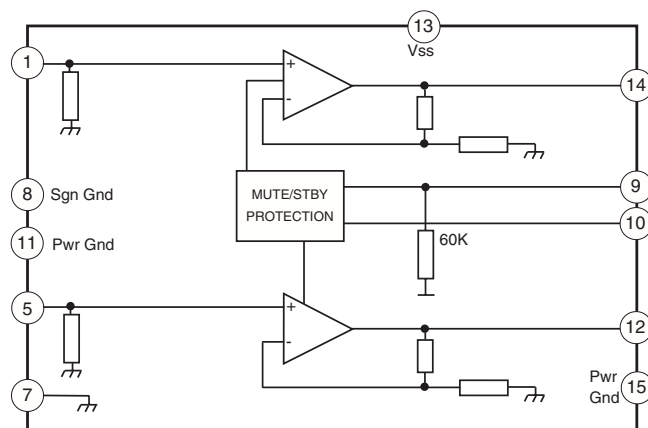 13
Vss
1
+
-
14
8 Sgn Gnd
MUTE/STBY
PROTECTION
9
10
11 Pwr Gnd
60K
5
+
-
12
7
Pwr
Gnd
15